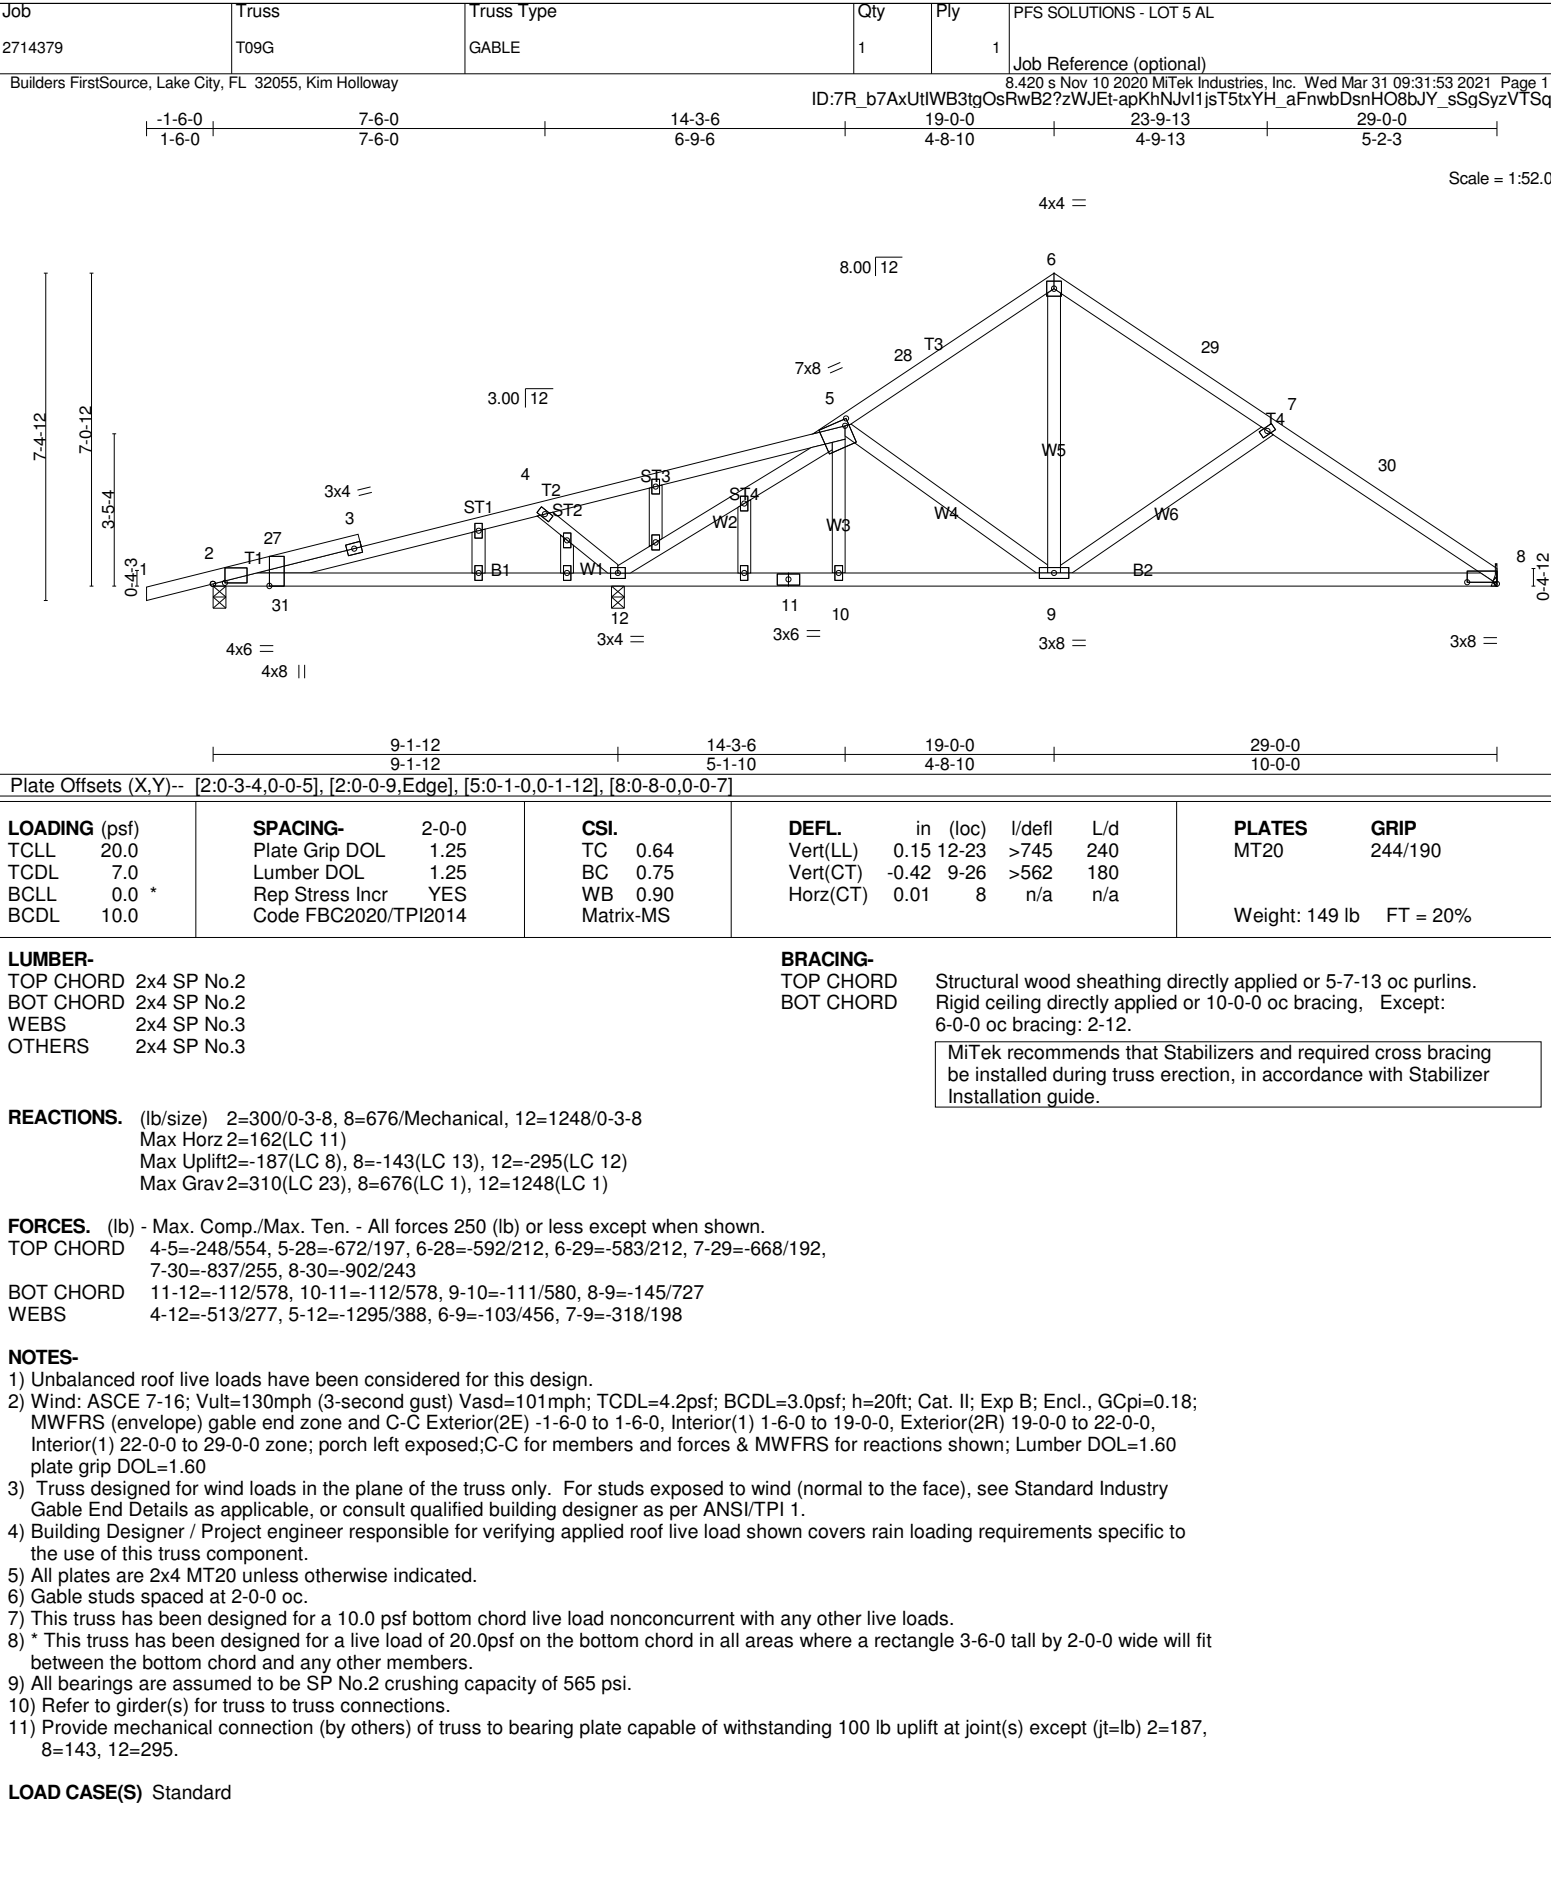 Job Truss Truss Type Qty Ply PFS SOLUTIONS - LOT 5 AL
2714379 T09G GABLE 1 1
Job Reference (optional)
Builders FirstSource, Lake City, FL 32055, Kim Holloway 8.420 s Nov 10 2020 MiTek Industries, Inc. Wed Mar 31 09:31:53 2021 Page 1
ID:7R_b7AxUtIWB3tgOsRwB2?zWJEt-apKhNJvI1jsT5txYH_aFnwbDsnHO8bJY_sSgSyzVTSq
-1-6-0 7-6-0 14-3-6 19-0-0 23-9-13 29-0-0
1-6-0 7-6-0 6-9-6 4-8-10 4-9-13 5-2-3
Scale = 1:52.0
4x4 =
6
8.00 12
T3
28
29
7x8
5
3.00 12
7
T4
7-4-12
7-0-12
3-5-4
0-4-3
W5
30
ST3
4
T2
3x4
ST4
ST1
ST2
3
W2
W3
W4
W6
27
2
T1
1
B1
W1
B2
8
0-4-12
31
12
11
10
9
3x4 =
3x6 =
3x8 =
3x8 =
4x6 =
4x8 ||
9-1-12 14-3-6 19-0-0 29-0-0
9-1-12 5-1-10 4-8-10 10-0-0
Plate Offsets (X,Y)-- [2:0-3-4,0-0-5], [2:0-0-9,Edge], [5:0-1-0,0-1-12], [8:0-8-0,0-0-7]
LOADING (psf) SPACING- 2-0-0 CSI. DEFL. in (loc) l/defl L/d PLATES GRIP
TCLL 20.0 Plate Grip DOL 1.25 TC 0.64 Vert(LL) 0.15 12-23 >745 240 MT20 244/190
TCDL 7.0 Lumber DOL 1.25 BC 0.75 Vert(CT) -0.42 9-26 >562 180
BCLL 0.0 * Rep Stress Incr YES WB 0.90 Horz(CT) 0.01 8 n/a n/a
BCDL 10.0 Code FBC2020/TPI2014 Matrix-MS Weight: 149 lb FT = 20%
LUMBER-
TOP CHORD 2x4 SP No.2
BOT CHORD 2x4 SP No.2
WEBS 2x4 SP No.3
OTHERS 2x4 SP No.3
BRACING-
TOP CHORD Structural wood sheathing directly applied or 5-7-13 oc purlins.
BOT CHORD Rigid ceiling directly applied or 10-0-0 oc bracing, Except:
6-0-0 oc bracing: 2-12.
MiTek recommends that Stabilizers and required cross bracing
be installed during truss erection, in accordance with Stabilizer
Installation guide.
REACTIONS. (lb/size) 2=300/0-3-8, 8=676/Mechanical, 12=1248/0-3-8
Max Horz 2=162(LC 11)
Max Uplift2=-187(LC 8), 8=-143(LC 13), 12=-295(LC 12)
Max Grav 2=310(LC 23), 8=676(LC 1), 12=1248(LC 1)
FORCES. (lb) - Max. Comp./Max. Ten. - All forces 250 (lb) or less except when shown.
TOP CHORD 4-5=-248/554, 5-28=-672/197, 6-28=-592/212, 6-29=-583/212, 7-29=-668/192,
7-30=-837/255, 8-30=-902/243
BOT CHORD 11-12=-112/578, 10-11=-112/578, 9-10=-111/580, 8-9=-145/727
WEBS 4-12=-513/277, 5-12=-1295/388, 6-9=-103/456, 7-9=-318/198
NOTES-
1) Unbalanced roof live loads have been considered for this design.
2) Wind: ASCE 7-16; Vult=130mph (3-second gust) Vasd=101mph; TCDL=4.2psf; BCDL=3.0psf; h=20ft; Cat. II; Exp B; Encl., GCpi=0.18;
MWFRS (envelope) gable end zone and C-C Exterior(2E) -1-6-0 to 1-6-0, Interior(1) 1-6-0 to 19-0-0, Exterior(2R) 19-0-0 to 22-0-0,
Interior(1) 22-0-0 to 29-0-0 zone; porch left exposed;C-C for members and forces & MWFRS for reactions shown; Lumber DOL=1.60
plate grip DOL=1.60
3) Truss designed for wind loads in the plane of the truss only. For studs exposed to wind (normal to the face), see Standard Industry
Gable End Details as applicable, or consult qualified building designer as per ANSI/TPI 1.
4) Building Designer / Project engineer responsible for verifying applied roof live load shown covers rain loading requirements specific to
the use of this truss component.
5) All plates are 2x4 MT20 unless otherwise indicated.
6) Gable studs spaced at 2-0-0 oc.
7) This truss has been designed for a 10.0 psf bottom chord live load nonconcurrent with any other live loads.
8) * This truss has been designed for a live load of 20.0psf on the bottom chord in all areas where a rectangle 3-6-0 tall by 2-0-0 wide will fit
between the bottom chord and any other members.
9) All bearings are assumed to be SP No.2 crushing capacity of 565 psi.
10) Refer to girder(s) for truss to truss connections.
11) Provide mechanical connection (by others) of truss to bearing plate capable of withstanding 100 lb uplift at joint(s) except (jt=lb) 2=187,
8=143, 12=295.
LOAD CASE(S) Standard